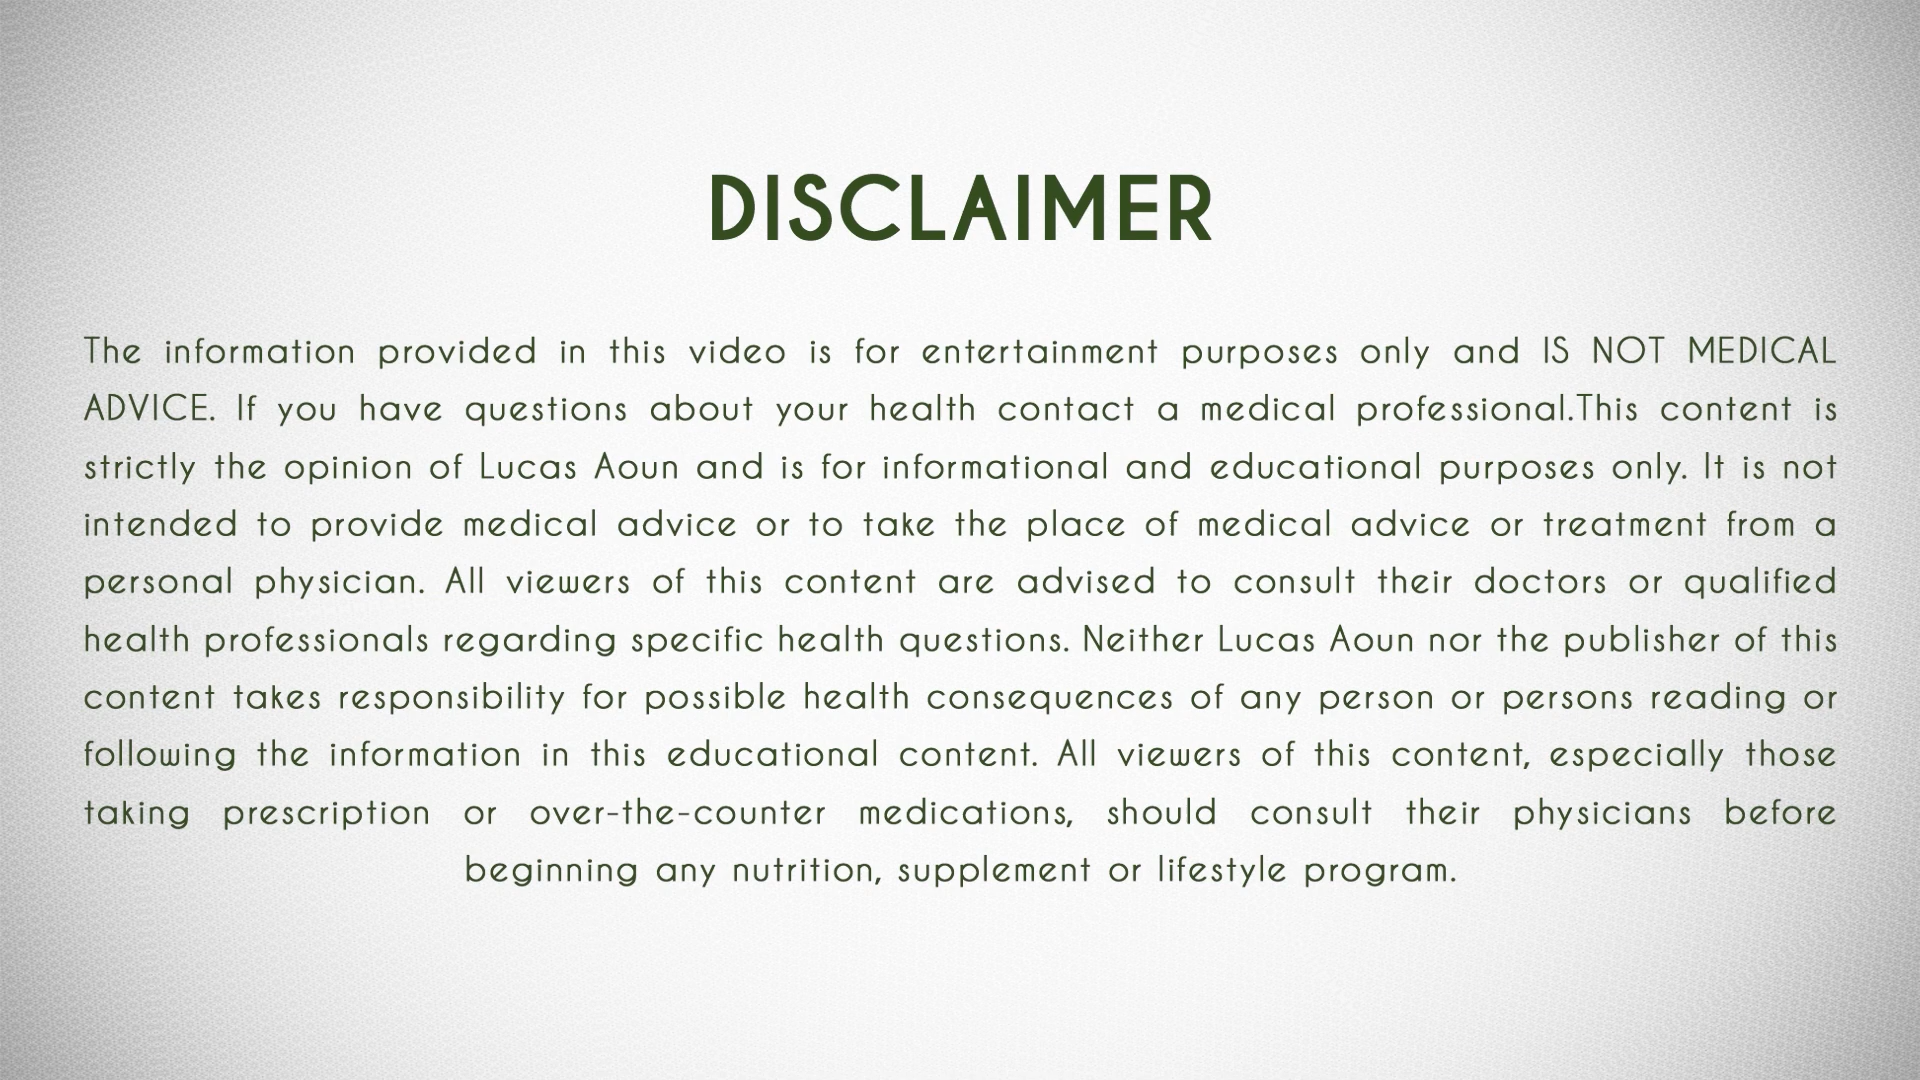 DISCLAIMER
The information provided in this video is for entertainment purposes only and IS NOT MEDICAL
ADVICE. If you have questions about your health contact a medical professional.This content is
strictly the opinion of Lucas Aoun and is for informational and educational purposes only. It is not
intended to provide medical advice or to take the place of medical advice or treatment from a
personal physician. All viewers of this content are advised to consult their doctors or qualified
health professionals regarding specific health questions. Neither Lucas Aoun nor the publisher of this
content takes responsibility for possible health consequences of any person or persons reading or
following the information in this educational content. All viewers of this content, especially those
taking prescription or over-the-counter medications, should consult their physicians before
beginning any nutrition, supplement or lifestyle program.